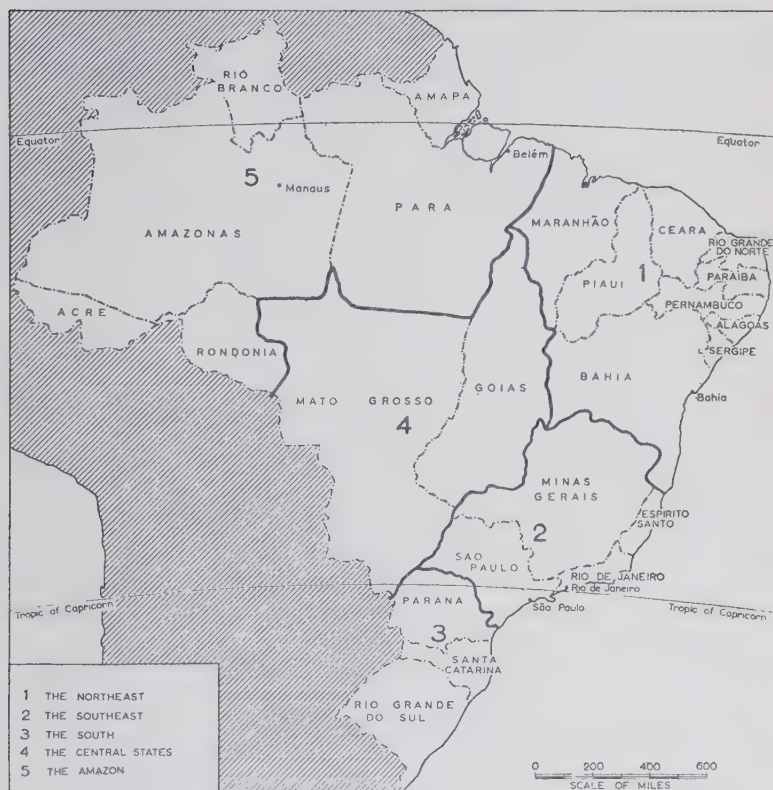 RIO
BRANCO
AMAPA
Equator
Equator
Belém
5
Manaus
PARA
MARANHÃO
CEARA
AMAZONAS
RIO GRANDE
DO NORTE
PIAUI
1
PARAIBA
PERNAMBUCO
ACRE
ALAGOAS
SERGIPE
RONDONIA
BAHIA
MATO GROSSO
GOIAS
Bahia
4
MINAS
GERAIS
ESPIRITO
SANTO
2
SAO
PAULO
RIO DE JANEIRO
Rio de Janeiro
PARANA
São Paulo
Tropic of Capricorn
Tropic of Capricorn
3
SANTA
CATARINA
RIO GRANDE
DO SUL
1 THE NORTHEAST
2 THE SOUTHEAST
3 THE SOUTH
4 THE CENTRAL STATES
5 THE AMAZON
0 200 400 600
SCALE OF MILES